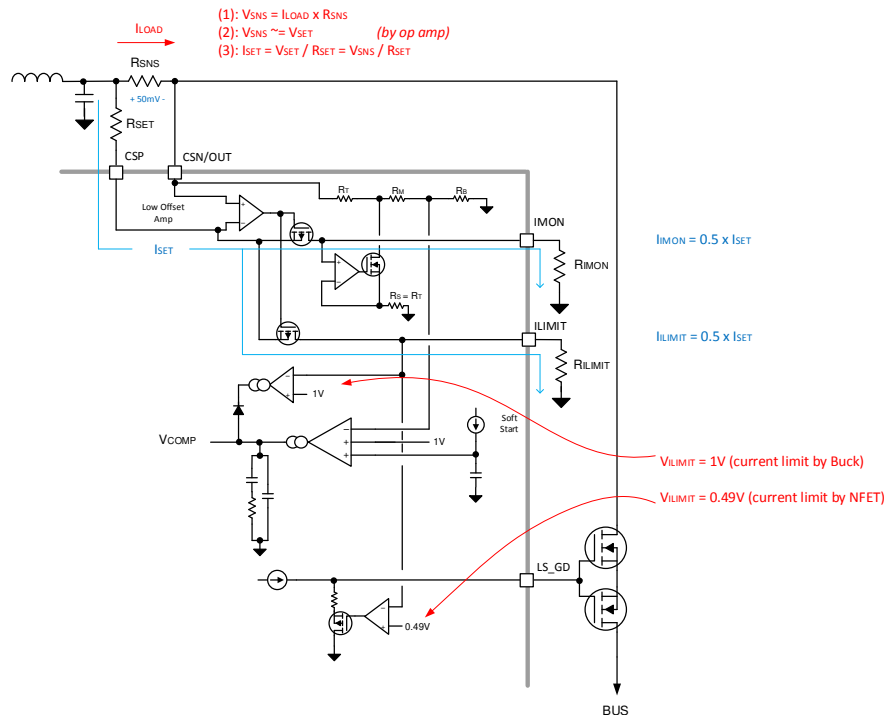 (1): VSNS = ILOAD x RSNS
(2): VSNS ~= VSET (by op amp)
(3): ISET = VSET / RSET = VSNS / RSET
ILOAD
RSNS
+ 50mV -
RSET
CSP
CSN/OUT
RT
RM
RB
Low Offset
Amp
+
−
IMON
ISET
IIMON = 0.5 x ISET
RIMON
+
−
RS = RT
ILIMIT
IILIMIT = 0.5 x ISET
RILIMIT
−
+
1V
Soft
Start
VCOMP
−
+
1V
+
VILIMIT = 1V (current limit by Buck)
VILIMIT = 0.49V (current limit by NFET)
LS_GD
−
+
0.49V
BUS